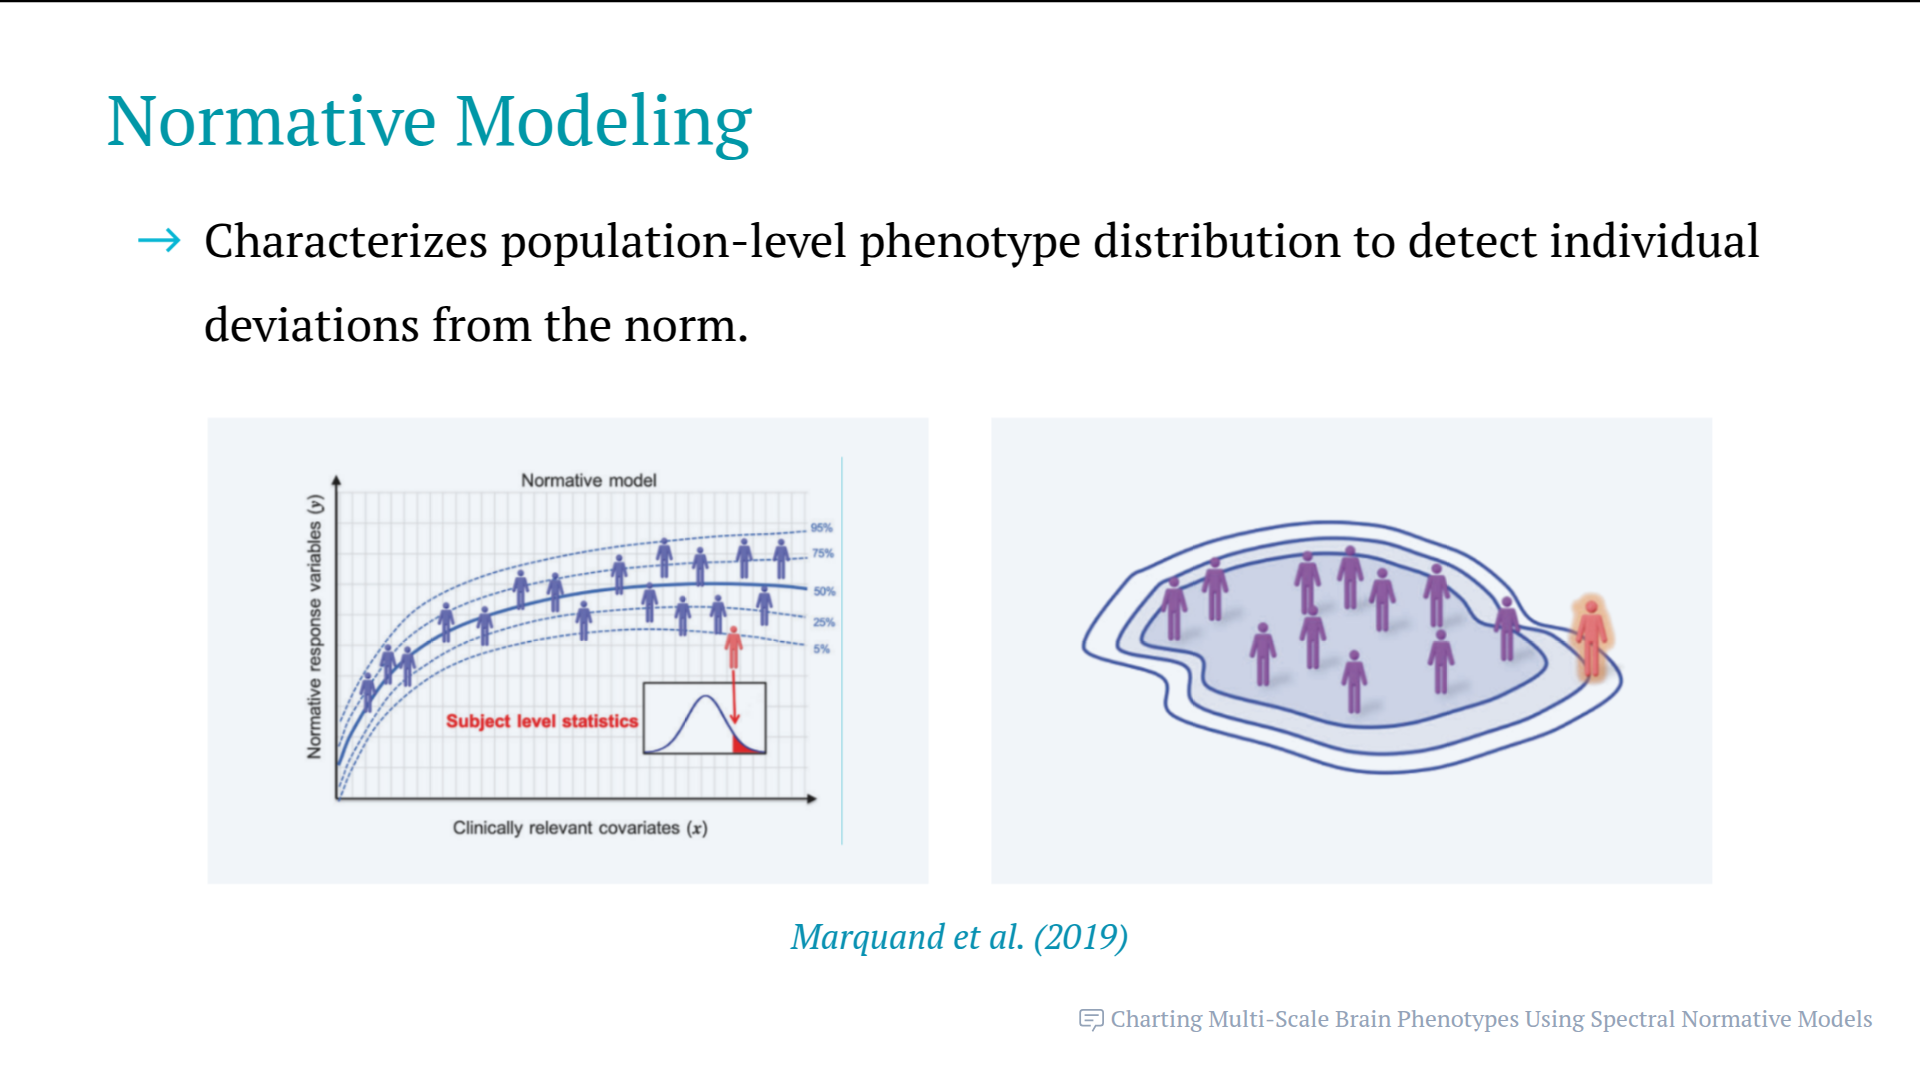 Normative Modeling
→ Characterizes population-level phenotype distribution to detect individual
deviations from the norm.
Normative model
Normative response variables (y)
95%
75%
50%
25%
5%
Subject level statistics
Clinically relevant covariates (x)
Marquand et al. (2019)
Charting Multi-Scale Brain Phenotypes Using Spectral Normative Models